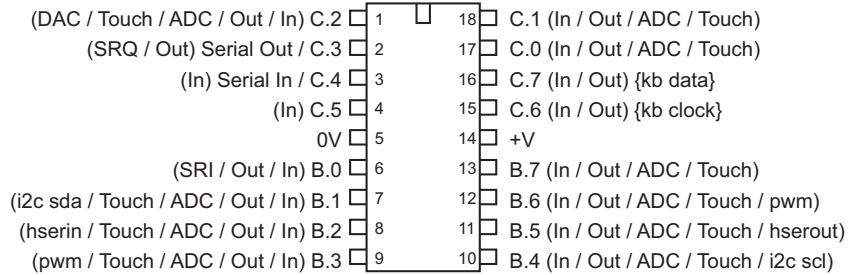 (DAC / Touch / ADC / Out / In) C.2 1 18 C.1 (In / Out / ADC / Touch)
(SRQ / Out) Serial Out / C.3 2 17 C.0 (In / Out / ADC / Touch)
(In) Serial In / C.4 3 16 C.7 (In / Out) {kb data}
(In) C.5 4 15 C.6 (In / Out) {kb clock}
0V 5 14 +V
(SRI / Out / In) B.0 6 13 B.7 (In / Out / ADC / Touch)
(i2c sda / Touch / ADC / Out / In) B.1 7 12 B.6 (In / Out / ADC / Touch / pwm)
(hserin / Touch / ADC / Out / In) B.2 8 11 B.5 (In / Out / ADC / Touch / hserout)
(pwm / Touch / ADC / Out / In) B.3 9 10 B.4 (In / Out / ADC / Touch / i2c scl)